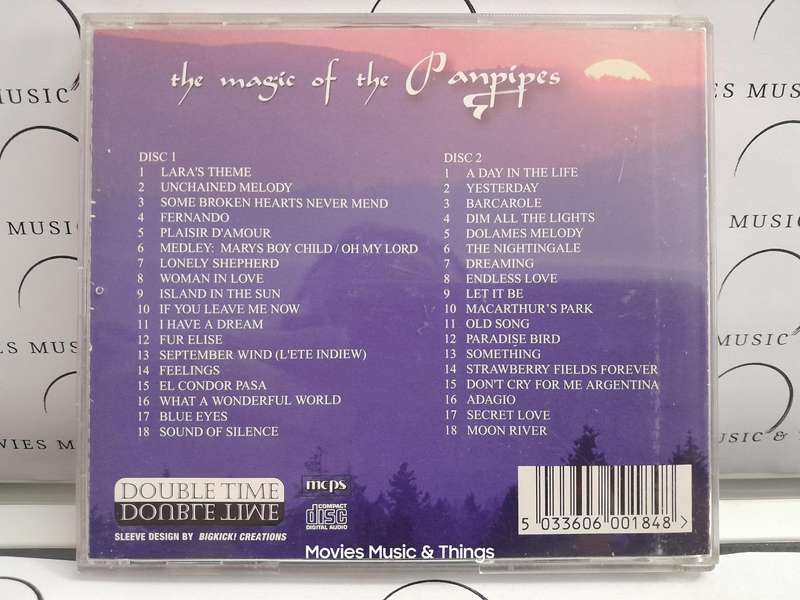 the magic of the Panpipes
DISC 1
1 LARA'S THEME
2 UNCHAINED MELODY
3 SOME BROKEN HEARTS NEVER MEND
4 FERNANDO
5 PLAISIR D'AMOUR
6 MEDLEY: MARYS BOY CHILD / OH MY LORD
7 LONELY SHEPHERD
8 WOMAN IN LOVE
9 ISLAND IN THE SUN
10 IF YOU LEAVE ME NOW
11 I HAVE A DREAM
12 FUR ELISE
13 SEPTEMBER WIND (L'ETE INDIEW)
14 FEELINGS
15 EL CONDOR PASA
16 WHAT A WONDERFUL WORLD
17 BLUE EYES
18 SOUND OF SILENCE
DISC 2
1 A DAY IN THE LIFE
2 YESTERDAY
3 BARCAROLE
4 DIM ALL THE LIGHTS
5 DOLAMES MELODY
6 THE NIGHTINGALE
7 DREAMING
8 ENDLESS LOVE
9 LET IT BE
10 MACARTHUR'S PARK
11 OLD SONG
12 PARADISE BIRD
13 SOMETHING
14 STRAWBERRY FIELDS FOREVER
15 DON'T CRY FOR ME ARGENTINA
16 ADAGIO
17 SECRET LOVE
18 MOON RIVER
DOUBLE TIME
DOUBLE TIME
SLEEVE DESIGN BY BIGKICK! CREATIONS
mcps
COMPACT
disc
DIGITAL AUDIO
5 033606 001848 >
Movies Music & Things
MUSIC
MUSIC
MUSIC
MUSIC
MUSIC &